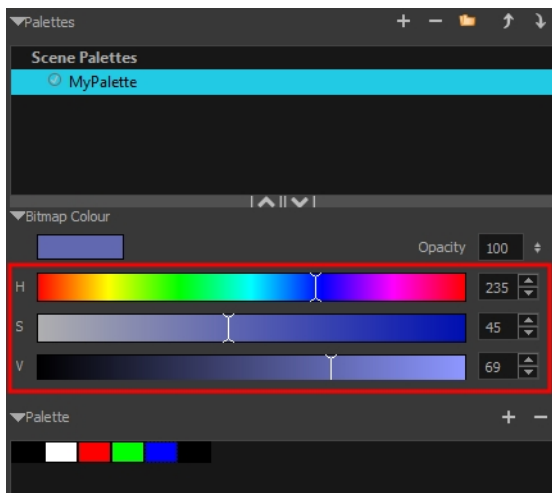 Palettes
Scene Palettes
MyPalette
Bitmap Colour
Opacity 100
H 235
S 45
V 69
Palette